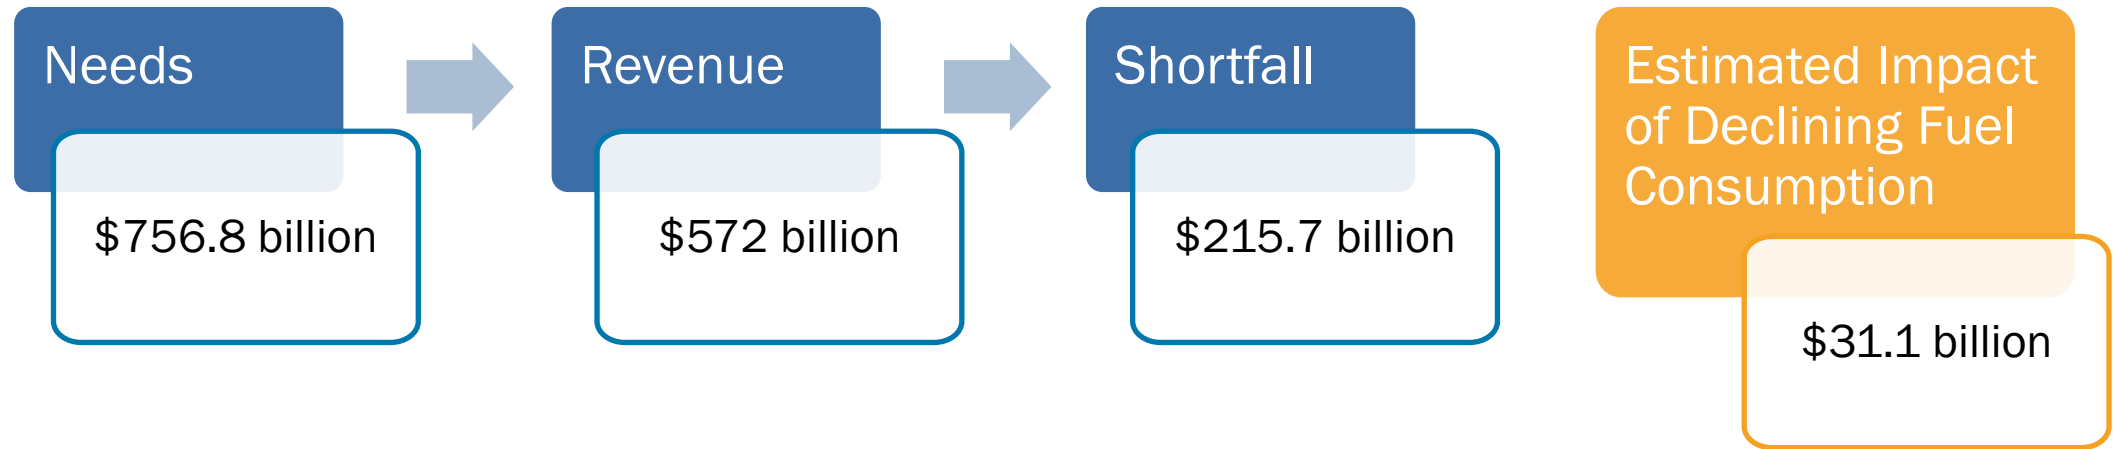 Needs
$756.8 billion
Revenue
$572 billion
Shortfall
$215.7 billion
Estimated Impact
of Declining Fuel
Consumption
$31.1 billion